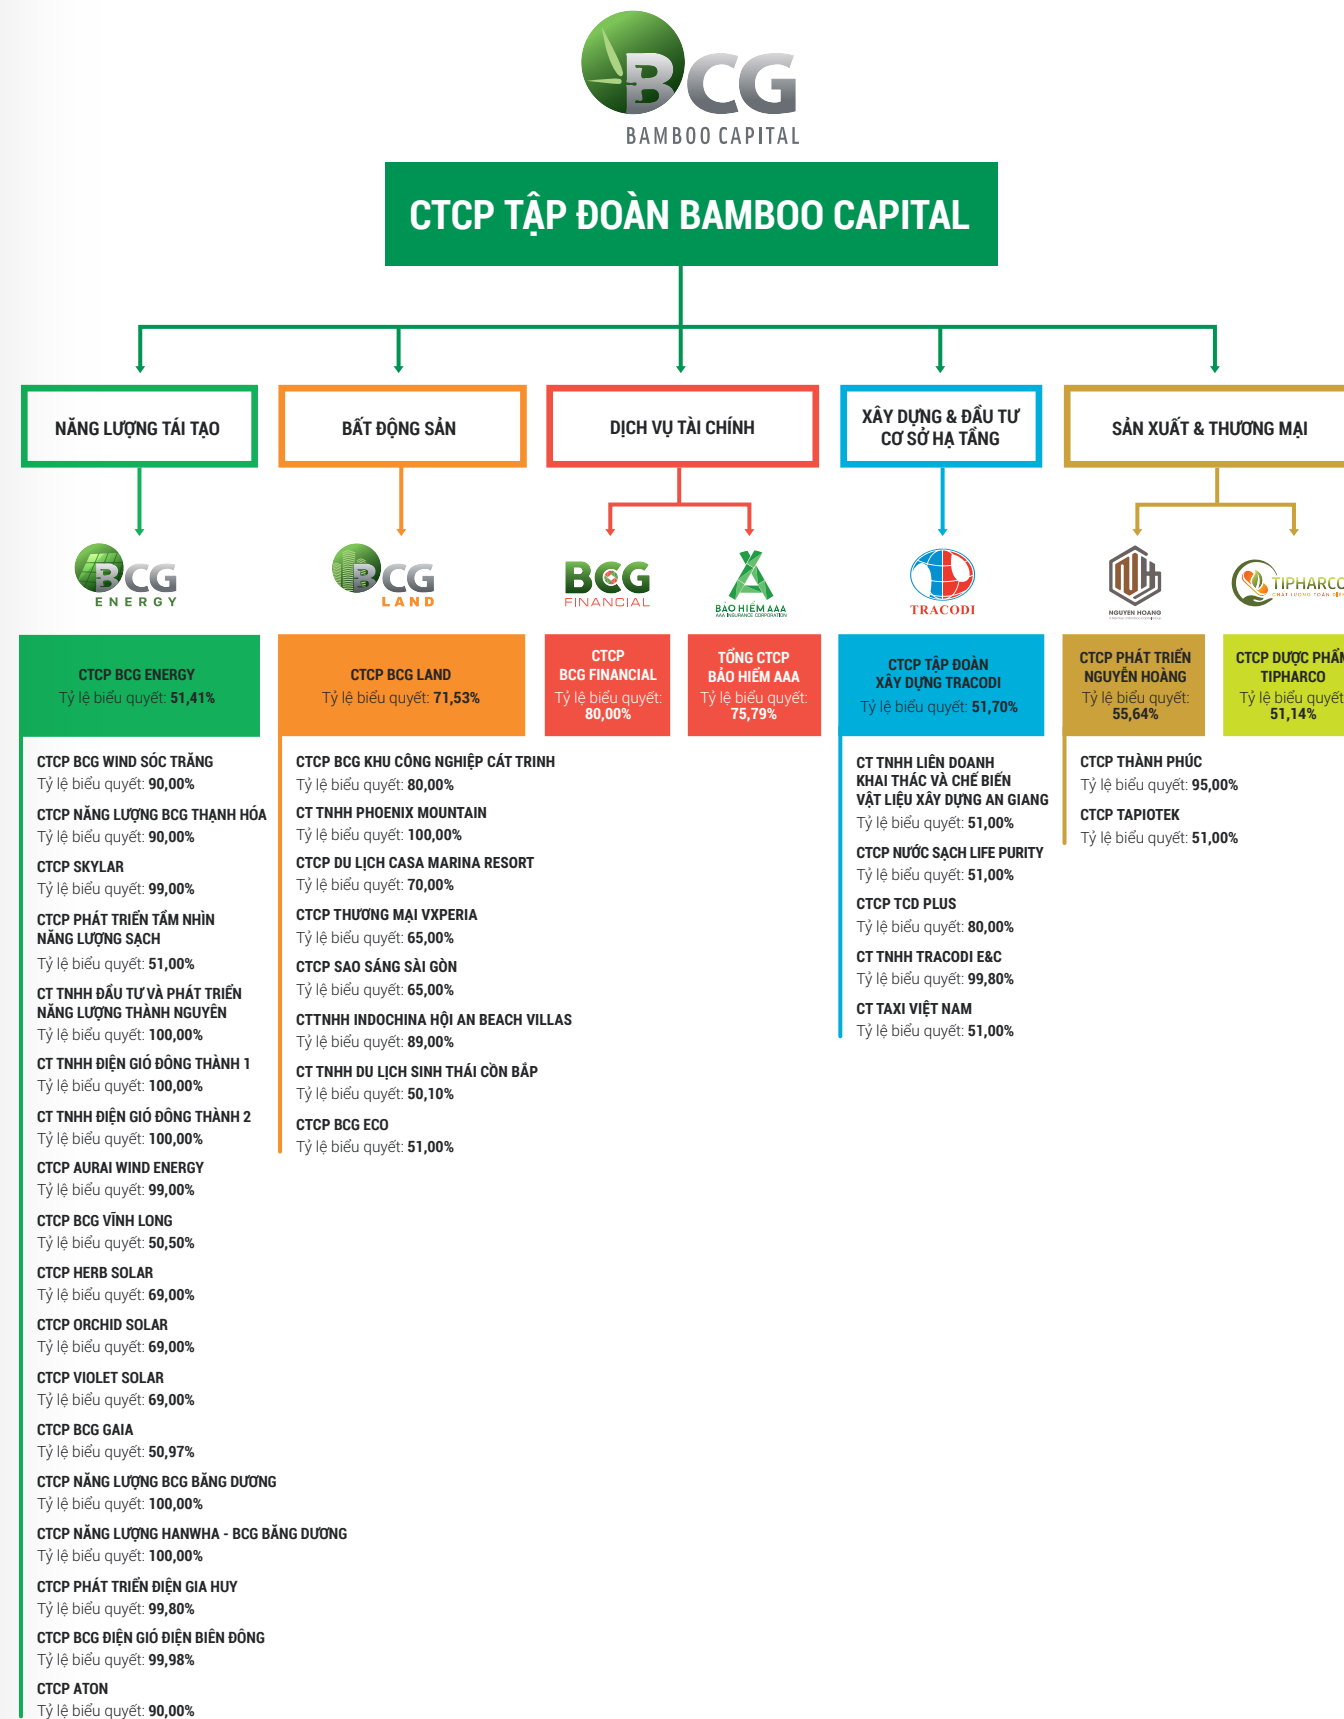 BCG
BAMBOO CAPITAL
CTCP TẬP ĐOÀN BAMBOO CAPITAL
NĂNG LƯỢNG TÁI TẠO
BẤT ĐỘNG SẢN
DỊCH VỤ TÀI CHÍNH
XÂY DỰNG & ĐẦU TƯ
CƠ SỞ HẠ TẦNG
SẢN XUẤT & THƯƠNG MẠI
BCG
ENERGY
BCG
LAND
BCG
FINANCIAL
BẢO HIỂM AAA
AAA INSURANCE CORPORATION
TRACODI
NH
NGUYEN HOANG
TIPHARCO
CTCP BCG ENERGY
Tỷ lệ biểu quyết: 51,41%
CTCP BCG LAND
Tỷ lệ biểu quyết: 71,53%
CTCP
BCG FINANCIAL
Tỷ lệ biểu quyết:
80,00%
TỔNG CTCP
BẢO HIỂM AAA
Tỷ lệ biểu quyết:
75,79%
CTCP TẬP ĐOÀN
XÂY DỰNG TRACODI
Tỷ lệ biểu quyết: 51,70%
CTCP PHÁT TRIỂN
NGUYỄN HOÀNG
Tỷ lệ biểu quyết:
55,64%
CTCP DƯỢC PHẨM
TIPHARCO
Tỷ lệ biểu quyết
51,14%
CTCP BCG WIND SÓC TRĂNG
Tỷ lệ biểu quyết: 90,00%
CTCP NĂNG LƯỢNG BCG THẠNH HÓA
Tỷ lệ biểu quyết: 90,00%
CTCP SKYLAR
Tỷ lệ biểu quyết: 99,00%
CTCP PHÁT TRIỂN TẦM NHÌN
NĂNG LƯỢNG SẠCH
Tỷ lệ biểu quyết: 51,00%
CT TNHH ĐẦU TƯ VÀ PHÁT TRIỂN
NĂNG LƯỢNG THÀNH NGUYÊN
Tỷ lệ biểu quyết: 100,00%
CT TNHH ĐIỆN GIÓ ĐÔNG THÀNH 1
Tỷ lệ biểu quyết: 100,00%
CT TNHH ĐIỆN GIÓ ĐÔNG THÀNH 2
Tỷ lệ biểu quyết: 100,00%
CTCP AURAI WIND ENERGY
Tỷ lệ biểu quyết: 99,00%
CTCP BCG VĨNH LONG
Tỷ lệ biểu quyết: 50,50%
CTCP HERB SOLAR
Tỷ lệ biểu quyết: 69,00%
CTCP ORCHID SOLAR
Tỷ lệ biểu quyết: 69,00%
CTCP VIOLET SOLAR
Tỷ lệ biểu quyết: 69,00%
CTCP BCG GAIA
Tỷ lệ biểu quyết: 50,97%
CTCP NĂNG LƯỢNG BCG BĂNG DƯƠNG
Tỷ lệ biểu quyết: 100,00%
CTCP NĂNG LƯỢNG HANWHA - BCG BĂNG DƯƠNG
Tỷ lệ biểu quyết: 100,00%
CTCP PHÁT TRIỂN ĐIỆN GIA HUY
Tỷ lệ biểu quyết: 99,80%
CTCP BCG ĐIỆN GIÓ ĐIỆN BIÊN ĐÔNG
Tỷ lệ biểu quyết: 99,98%
CTCP ATON
Tỷ lệ biểu quyết: 90,00%
CTCP BCG KHU CÔNG NGHIỆP CÁT TRINH
Tỷ lệ biểu quyết: 80,00%
CT TNHH PHOENIX MOUNTAIN
Tỷ lệ biểu quyết: 100,00%
CTCP DU LỊCH CASA MARINA RESORT
Tỷ lệ biểu quyết: 70,00%
CTCP THƯƠNG MẠI VXPERIA
Tỷ lệ biểu quyết: 65,00%
CTCP SAO SÁNG SÀI GÒN
Tỷ lệ biểu quyết: 65,00%
CTTNHH INDOCHINA HỘI AN BEACH VILLAS
Tỷ lệ biểu quyết: 89,00%
CT TNHH DU LỊCH SINH THÁI CỒN BẮP
Tỷ lệ biểu quyết: 50,10%
CTCP BCG ECO
Tỷ lệ biểu quyết: 51,00%
CT TNHH LIÊN DOANH
KHAI THÁC VÀ CHẾ BIẾN
VẬT LIỆU XÂY DỰNG AN GIANG
Tỷ lệ biểu quyết: 51,00%
CTCP NƯỚC SẠCH LIFE PURITY
Tỷ lệ biểu quyết: 51,00%
CTCP TCD PLUS
Tỷ lệ biểu quyết: 80,00%
CT TNHH TRACODI E&C
Tỷ lệ biểu quyết: 99,80%
CT TAXI VIỆT NAM
Tỷ lệ biểu quyết: 51,00%
CTCP THÀNH PHÚC
Tỷ lệ biểu quyết: 95,00%
CTCP TAPIOTEK
Tỷ lệ biểu quyết: 51,00%